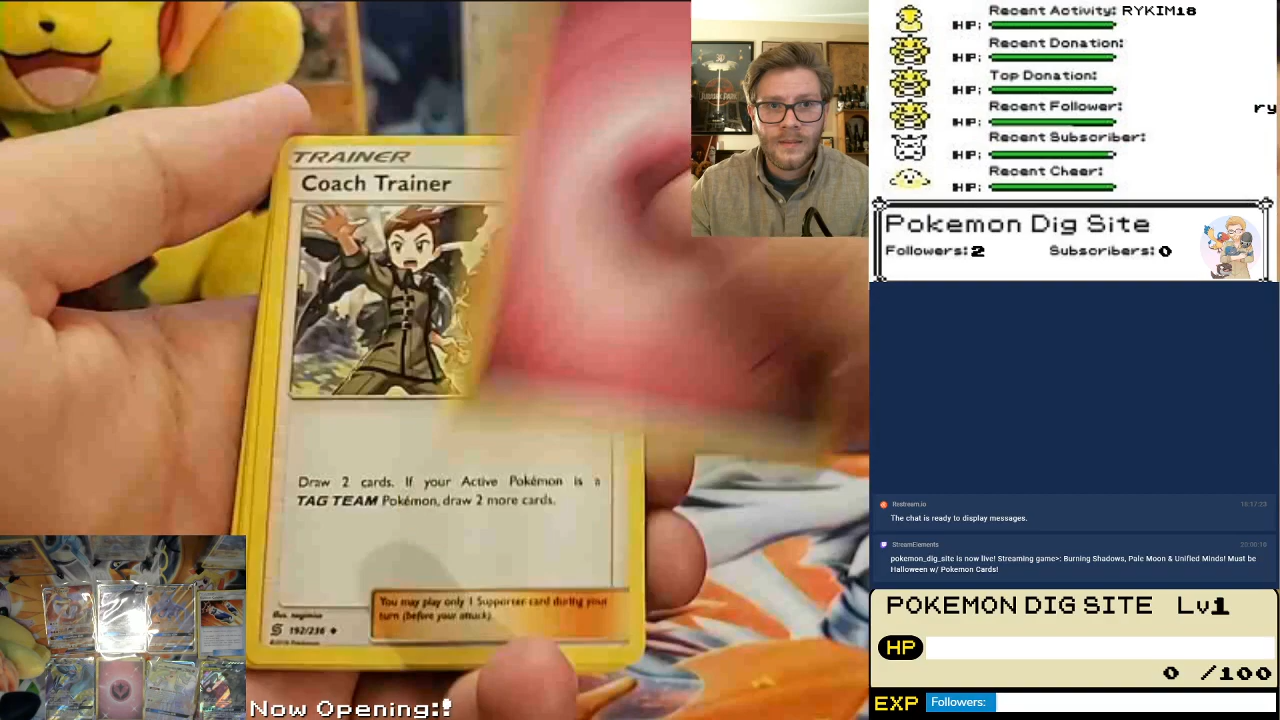 TRAINER
Coach Trainer
Draw 2 cards. If your Active Pokémon is a
TAG TEAM Pokémon, draw 2 more cards.
You may play only 1 Supporter card during your
turn (before your attack).
192/236
Now Opening:!
JURASSIC PARK
Recent Activity: RYKIM18
HP:
Recent Donation:
HP:
Top Donation:
HP:
Recent Follower:
ry
HP:
Recent Subscriber:
HP:
Recent Cheer:
HP:
Pokemon Dig Site
Followers: 2 Subscribers: 0
The chat is ready to display messages.
StreamElements
pokemon_dig_site is now live! Streaming game>: Burning Shadows, Pale Moon & Unified Minds! Must be
Halloween w/ Pokemon Cards!
POKEMON DIG SITE Lv1
HP
0 /100
EXP Followers: